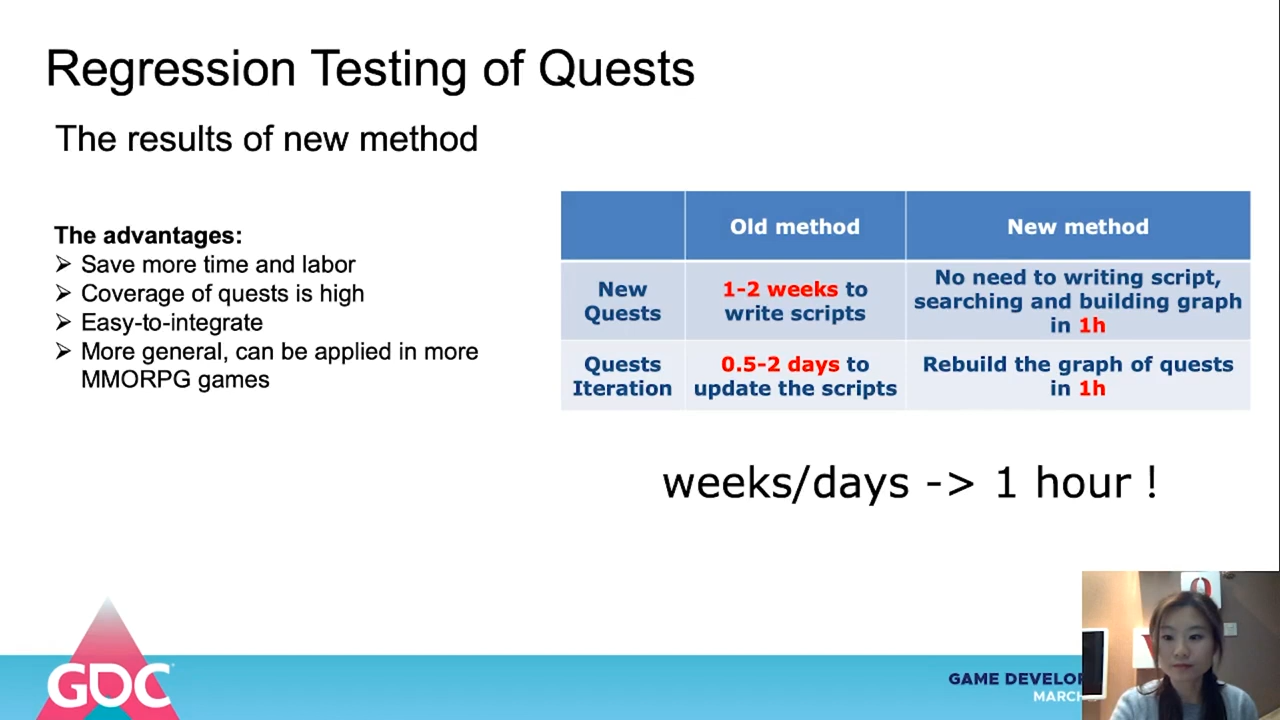 Regression Testing of Quests
The results of new method
The advantages:
➢ Save more time and labor
➢ Coverage of quests is high
➢ Easy-to-integrate
➢ More general, can be applied in more
MMORPG games
Old method
New method
New
Quests
1-2 weeks to
write scripts
No need to writing script,
searching and building graph
in 1h
Quests
Iteration
0.5-2 days to
update the scripts
Rebuild the graph of quests
in 1h
weeks/days -> 1 hour !
GDC
GAME DEVELO
MARCH